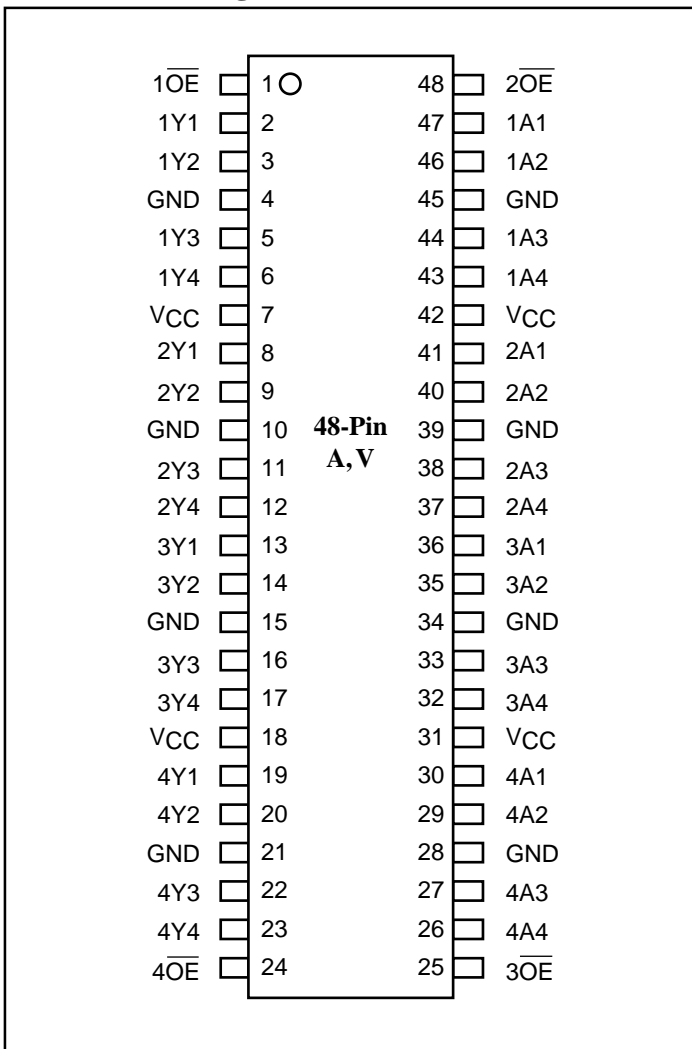 1O̅E̅ 1 48 2O̅E̅
1Y1 2 47 1A1
1Y2 3 46 1A2
GND 4 45 GND
1Y3 5 44 1A3
1Y4 6 43 1A4
VCC 7 42 VCC
2Y1 8 41 2A1
2Y2 9 40 2A2
GND 10 48-Pin 39 GND
A, V
2Y3 11 38 2A3
2Y4 12 37 2A4
3Y1 13 36 3A1
3Y2 14 35 3A2
GND 15 34 GND
3Y3 16 33 3A3
3Y4 17 32 3A4
VCC 18 31 VCC
4Y1 19 30 4A1
4Y2 20 29 4A2
GND 21 28 GND
4Y3 22 27 4A3
4Y4 23 26 4A4
4O̅E̅ 24 25 3O̅E̅